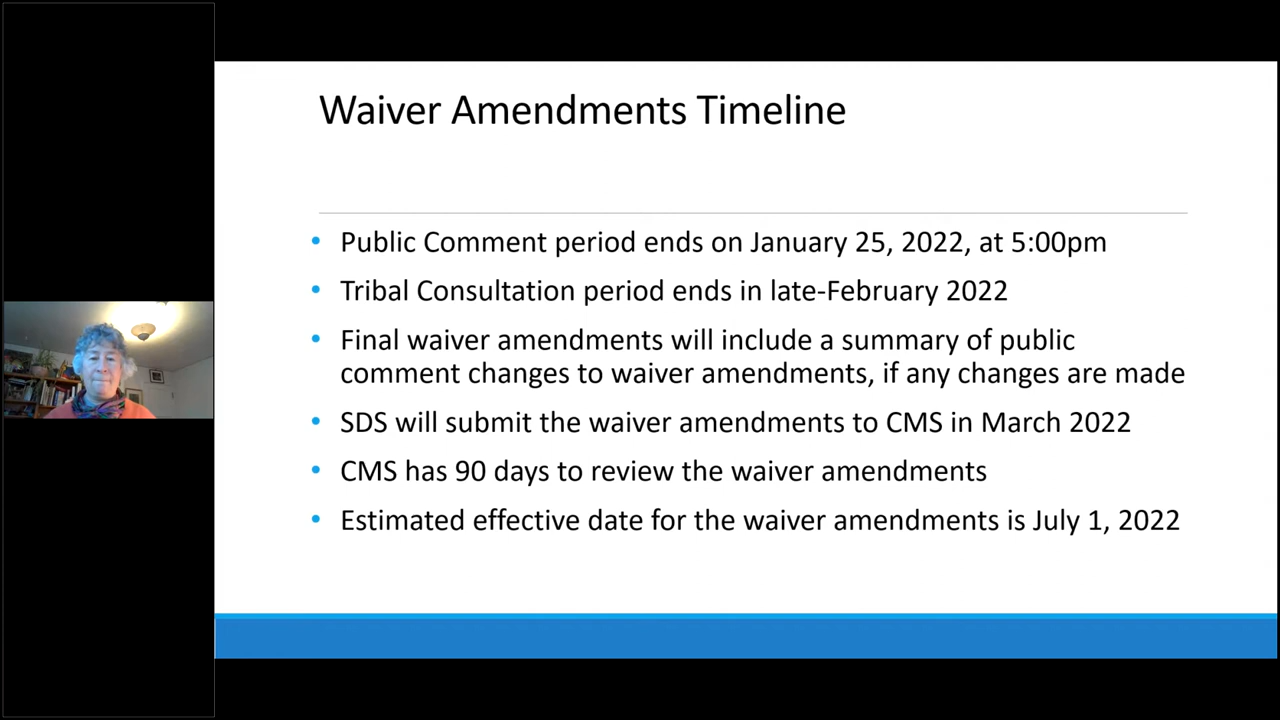 Waiver Amendments Timeline
• Public Comment period ends on January 25, 2022, at 5:00pm
• Tribal Consultation period ends in late-February 2022
• Final waiver amendments will include a summary of public
comment changes to waiver amendments, if any changes are made
• SDS will submit the waiver amendments to CMS in March 2022
• CMS has 90 days to review the waiver amendments
• Estimated effective date for the waiver amendments is July 1, 2022